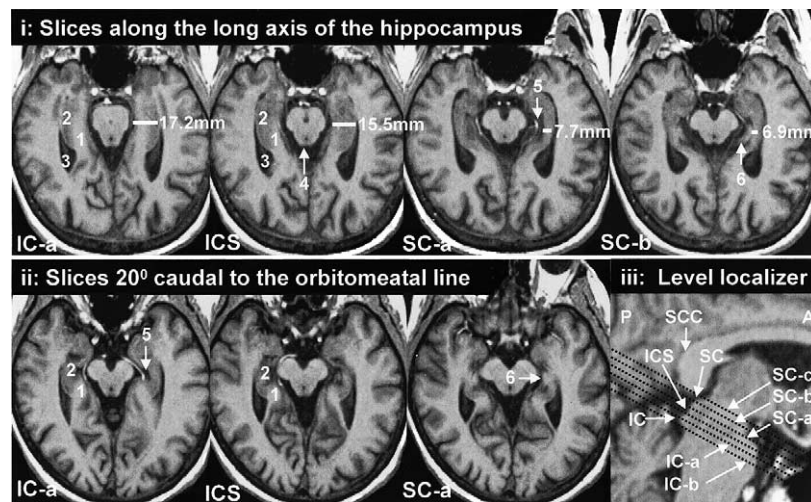 i: Slices along the long axis of the hippocampus
2
1
3
17.2mm
IC-a
2
1
3
4
15.5mm
ICS
5
7.7mm
SC-a
6.9mm
6
SC-b
ii: Slices 20⁰ caudal to the orbitomeatal line
5
2
1
IC-a
2
1
ICS
6
SC-a
iii: Level localizer
P
A
SCC
ICS
SC
IC
SC-c
SC-b
SC-a
IC-a
IC-b